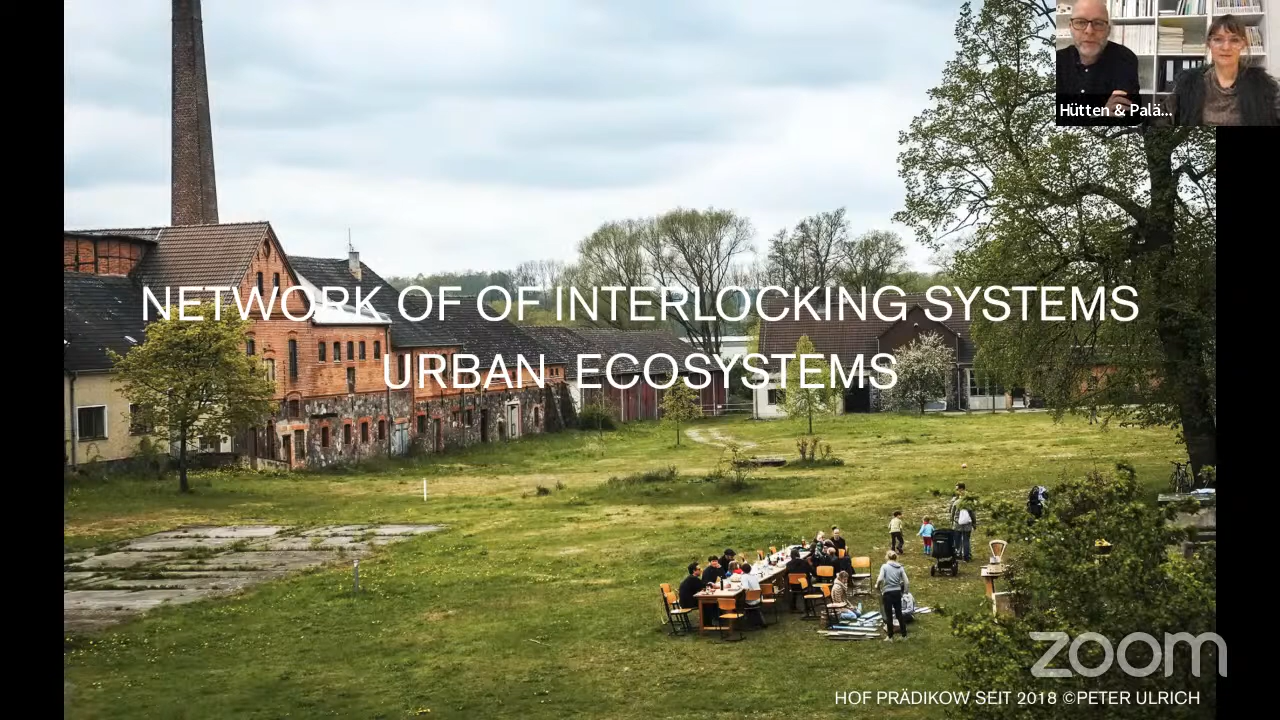 Hütten & Palä...
NETWORK OF OF INTERLOCKING SYSTEMS
URBAN ECOSYSTEMS
zoom
HOF PRÄDIKOW SEIT 2018 ©PETER ULRICH